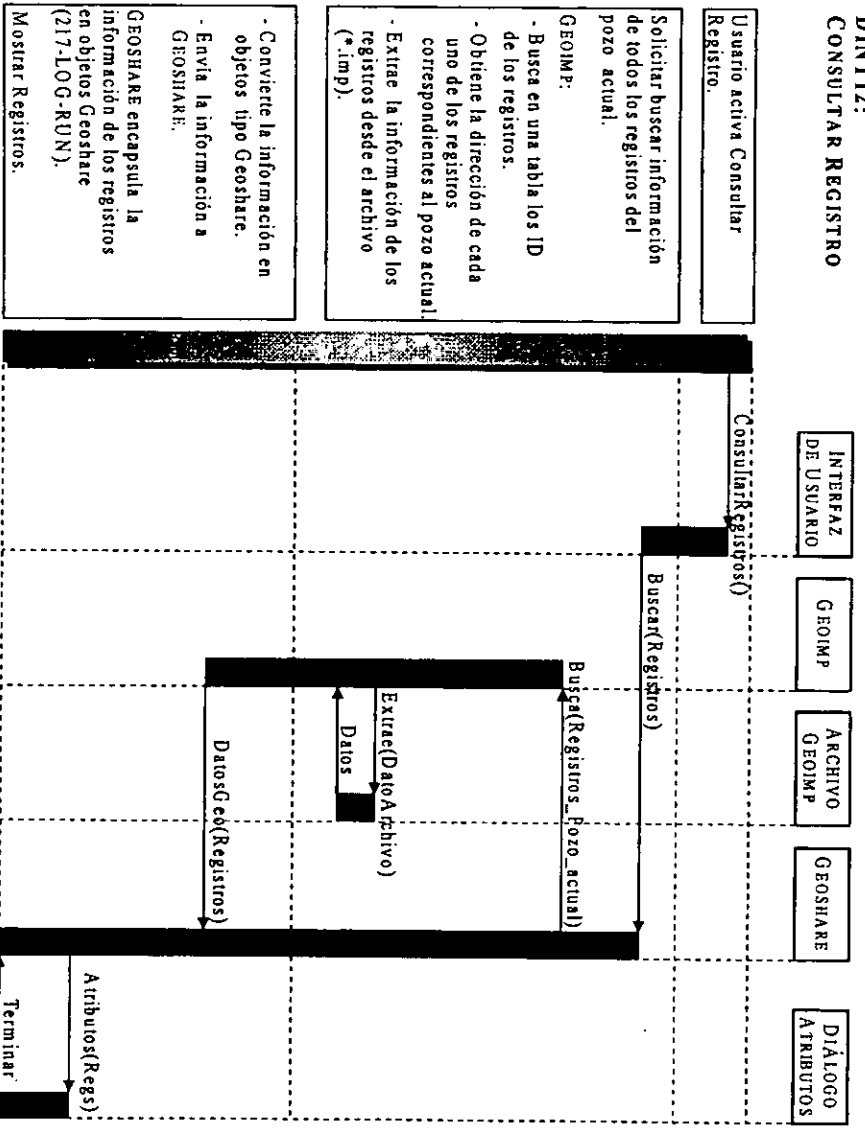 CONSULTAR REGISTRO
Usuario activa Consultar
Registro.
Solicitar buscar información
de todos los registros del
pozo actual.
GEOIMP:
- Busca en una tabla los ID
de los registros.
- Obtiene la dirección de cada
uno de los registros
correspondientes al pozo actual.
- Extrae la información de los
registros desde el archivo
(*.imp).
- Convierte la información en
objetos tipo Geoshare.
- Envia la información a
GEOSHARE.
GEOSHARE encapsula la
información de los registros
en objetos Geoshare
(217-LOG-RUN).
Mostrar Registros.
INTERFAZ
DE USUARIO
GEOIMP
ARCHIVO
GEOIMP
GEOSHARE
DIÁLOGO
ATRIBUTOS
ConsultarRegistros()
Buscar(Registros)
Busca(Registros_Pozo_actual)
Extrae(DatoArchivo)
Datos
DatosGeo(Registros)
Atributos(Regs)
Terminar